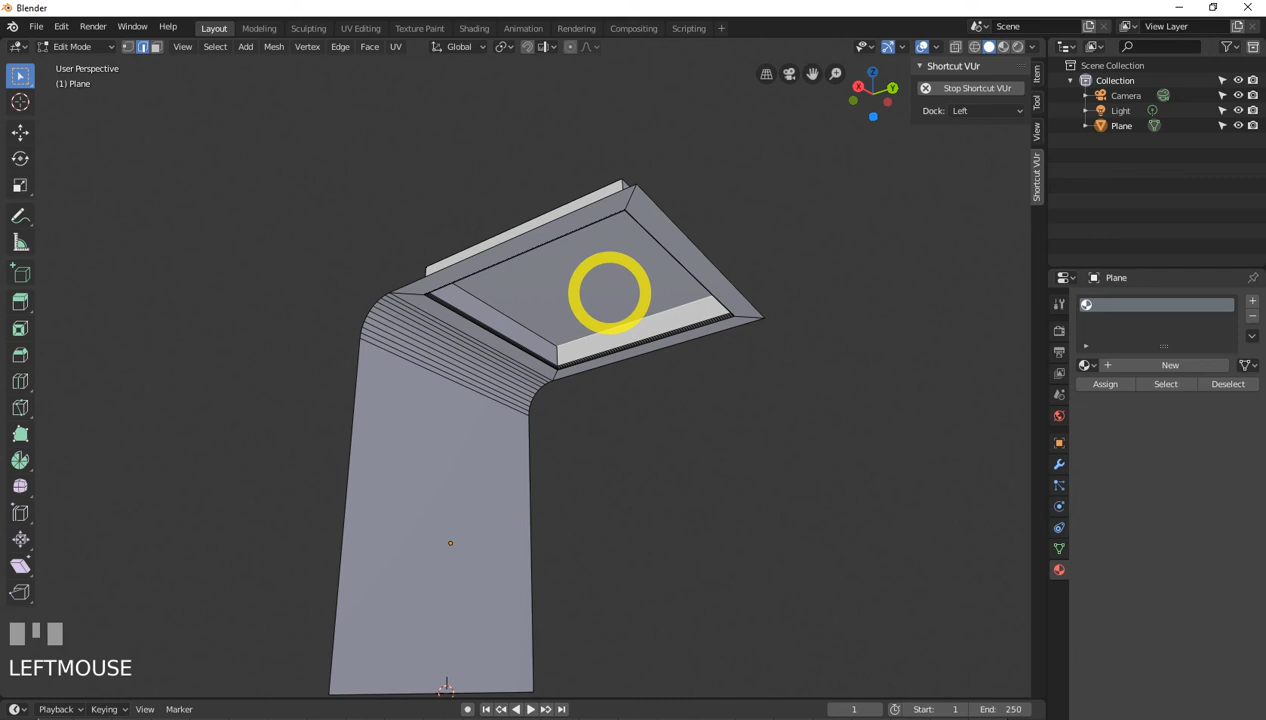 Blender
File Edit Render Window Help
Layout Modeling Sculpting UV Editing Texture Paint Shading Animation Rendering Compositing Scripting +
Scene
View Layer
Edit Mode View Select Add Mesh Vertex Edge Face UV
Global
User Perspective
(1) Plane
Shortcut VUr
Stop Shortcut VUr
Dock: Left
X Y Z
Item
Tool
View
Shortcut VUr
Scene Collection
Collection
Camera
Light
Plane
Plane
New
Assign Select Deselect
LEFTMOUSE
Playback Keying View Marker
1 Start: 1 End: 250